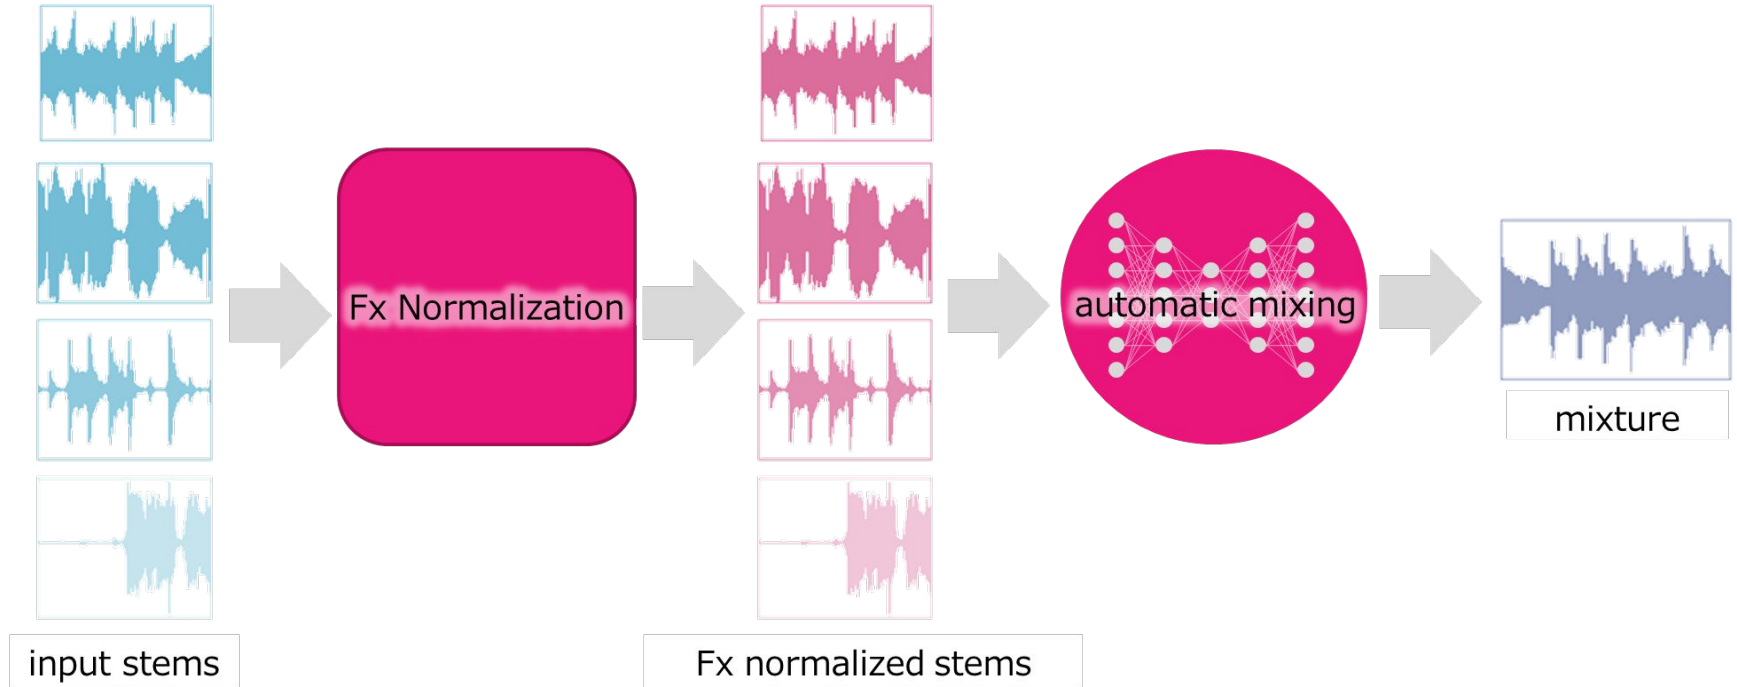 Fx Normalization
automatic mixing
mixture
input stems
Fx normalized stems